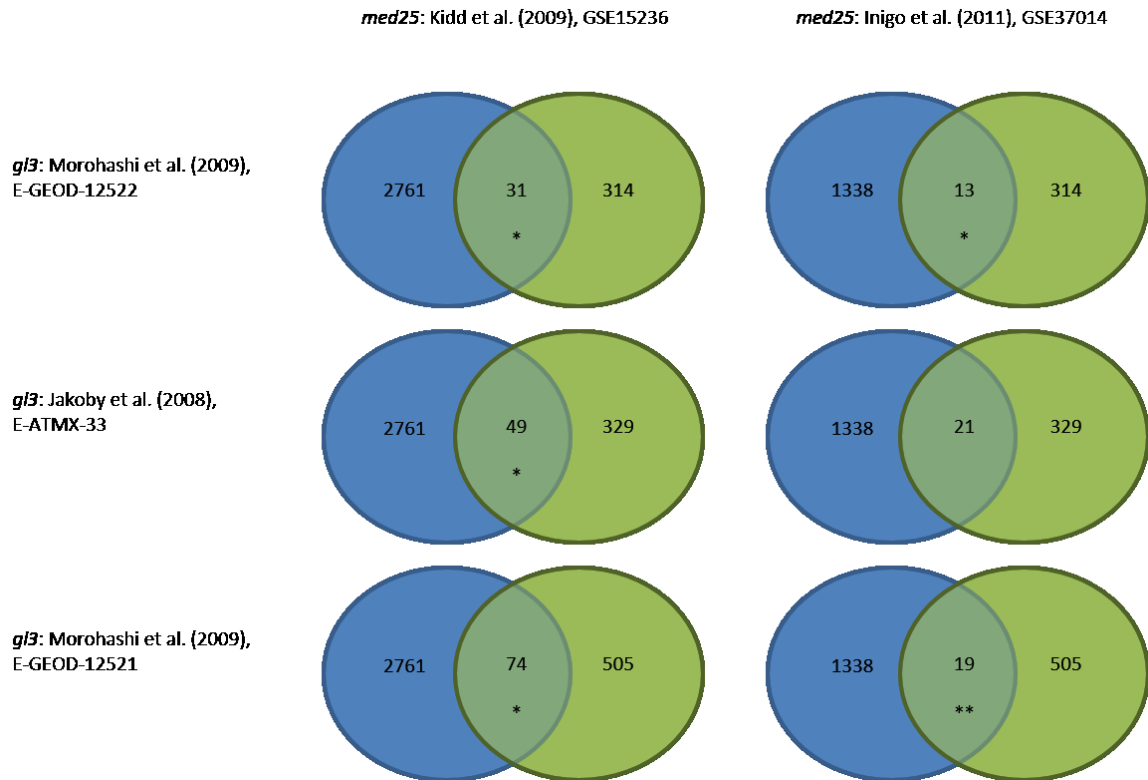 med25: Kidd et al. (2009), GSE15236
med25: Inigo et al. (2011), GSE37014
gl3: Morohashi et al. (2009),
E-GEOD-12522
2761 31 314
*
1338 13 314
*
gl3: Jakoby et al. (2008),
E-ATMX-33
2761 49 329
*
1338 21 329
gl3: Morohashi et al. (2009),
E-GEOD-12521
2761 74 505
*
1338 19 505
**